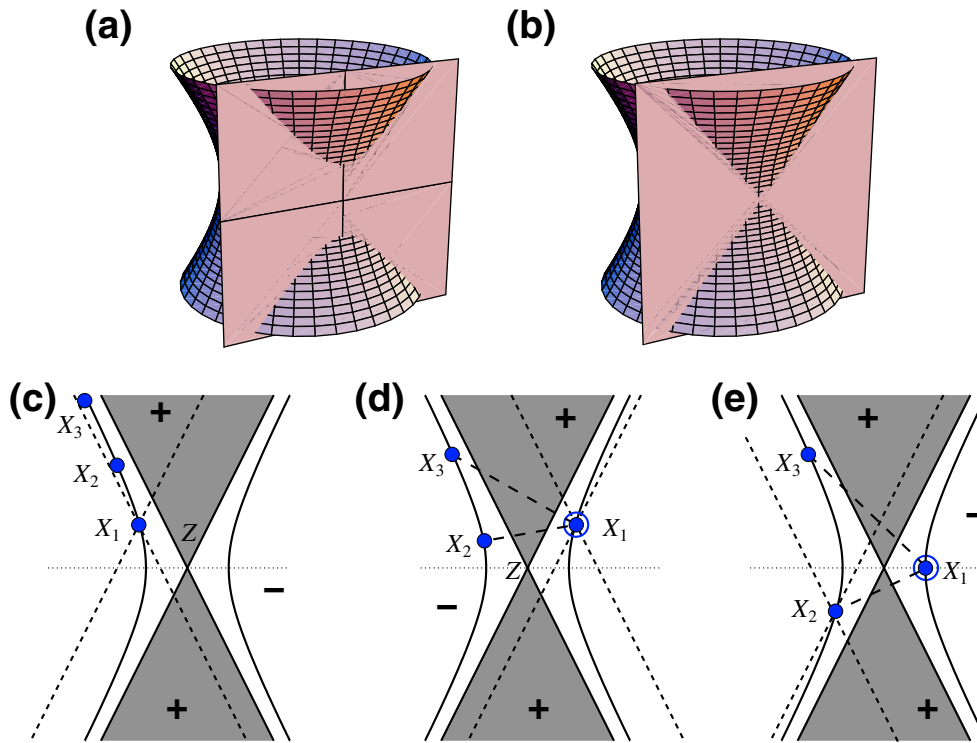 (a) (b)
(c) (d) (e)
+ + +
X3 X3 X3
X2
X1 Z X2 X1 −
Z X1
− − X2
+ + +